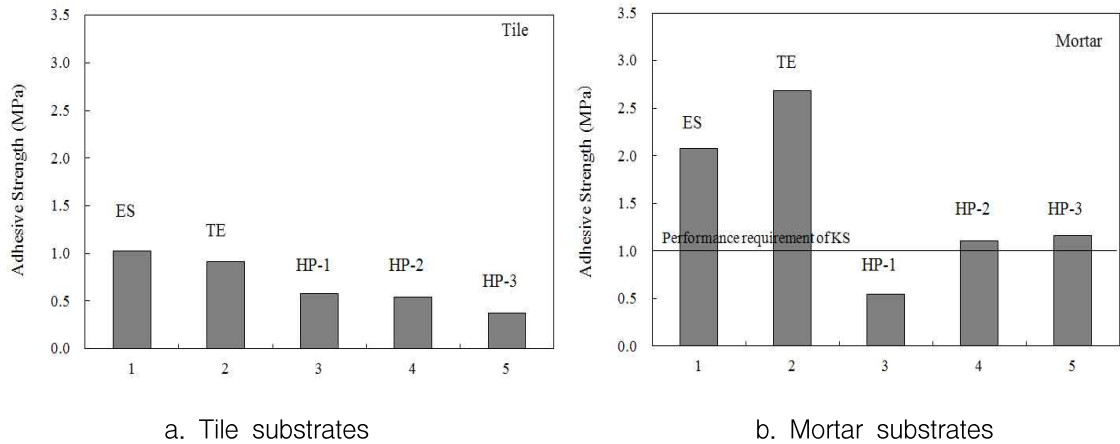 Tile
Adhesive Strength (MPa)
3.5
3.0
2.5
2.0
1.5
1.0
0.5
0.0
ES
TE
HP-1
HP-2
HP-3
1 2 3 4 5
a. Tile substrates
Mortar
Adhesive Strength (MPa)
3.5
3.0
2.5
2.0
1.5
1.0
0.5
0.0
ES
TE
HP-1
HP-2
HP-3
Performance requirement of KS
1 2 3 4 5
b. Mortar substrates